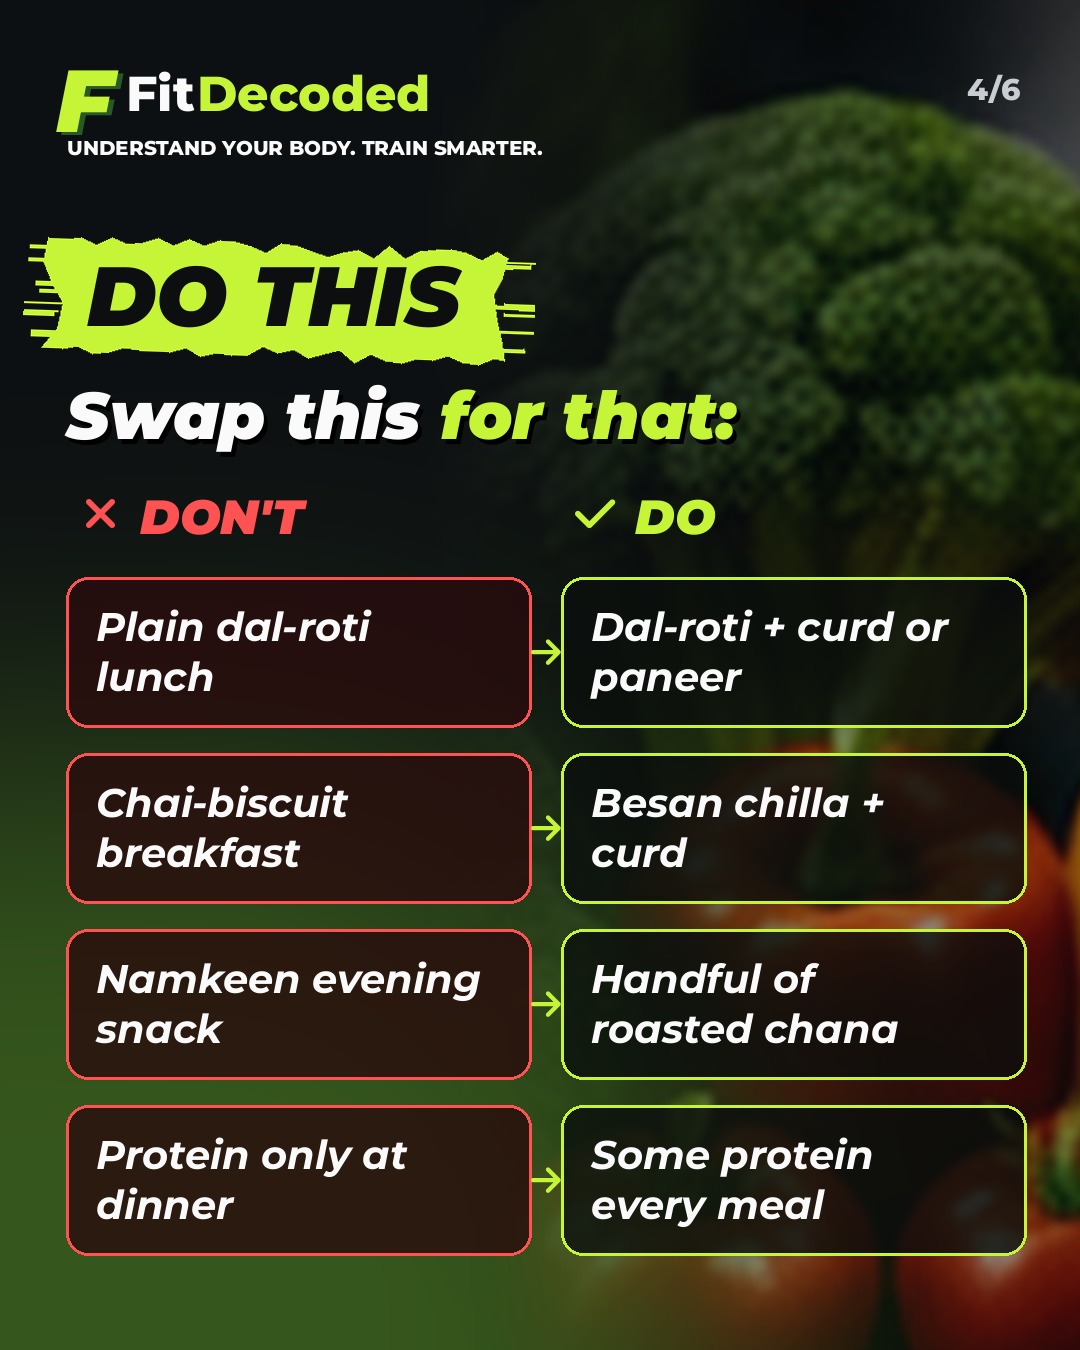 FitDecoded
4/6
UNDERSTAND YOUR BODY. TRAIN SMARTER.
DO THIS
Swap this for that:
DON'T
DO
Plain dal-roti
lunch
Dal-roti + curd or
paneer
Chai-biscuit
breakfast
Besan chilla +
curd
Namkeen evening
snack
Handful of
roasted chana
Protein only at
dinner
Some protein
every meal